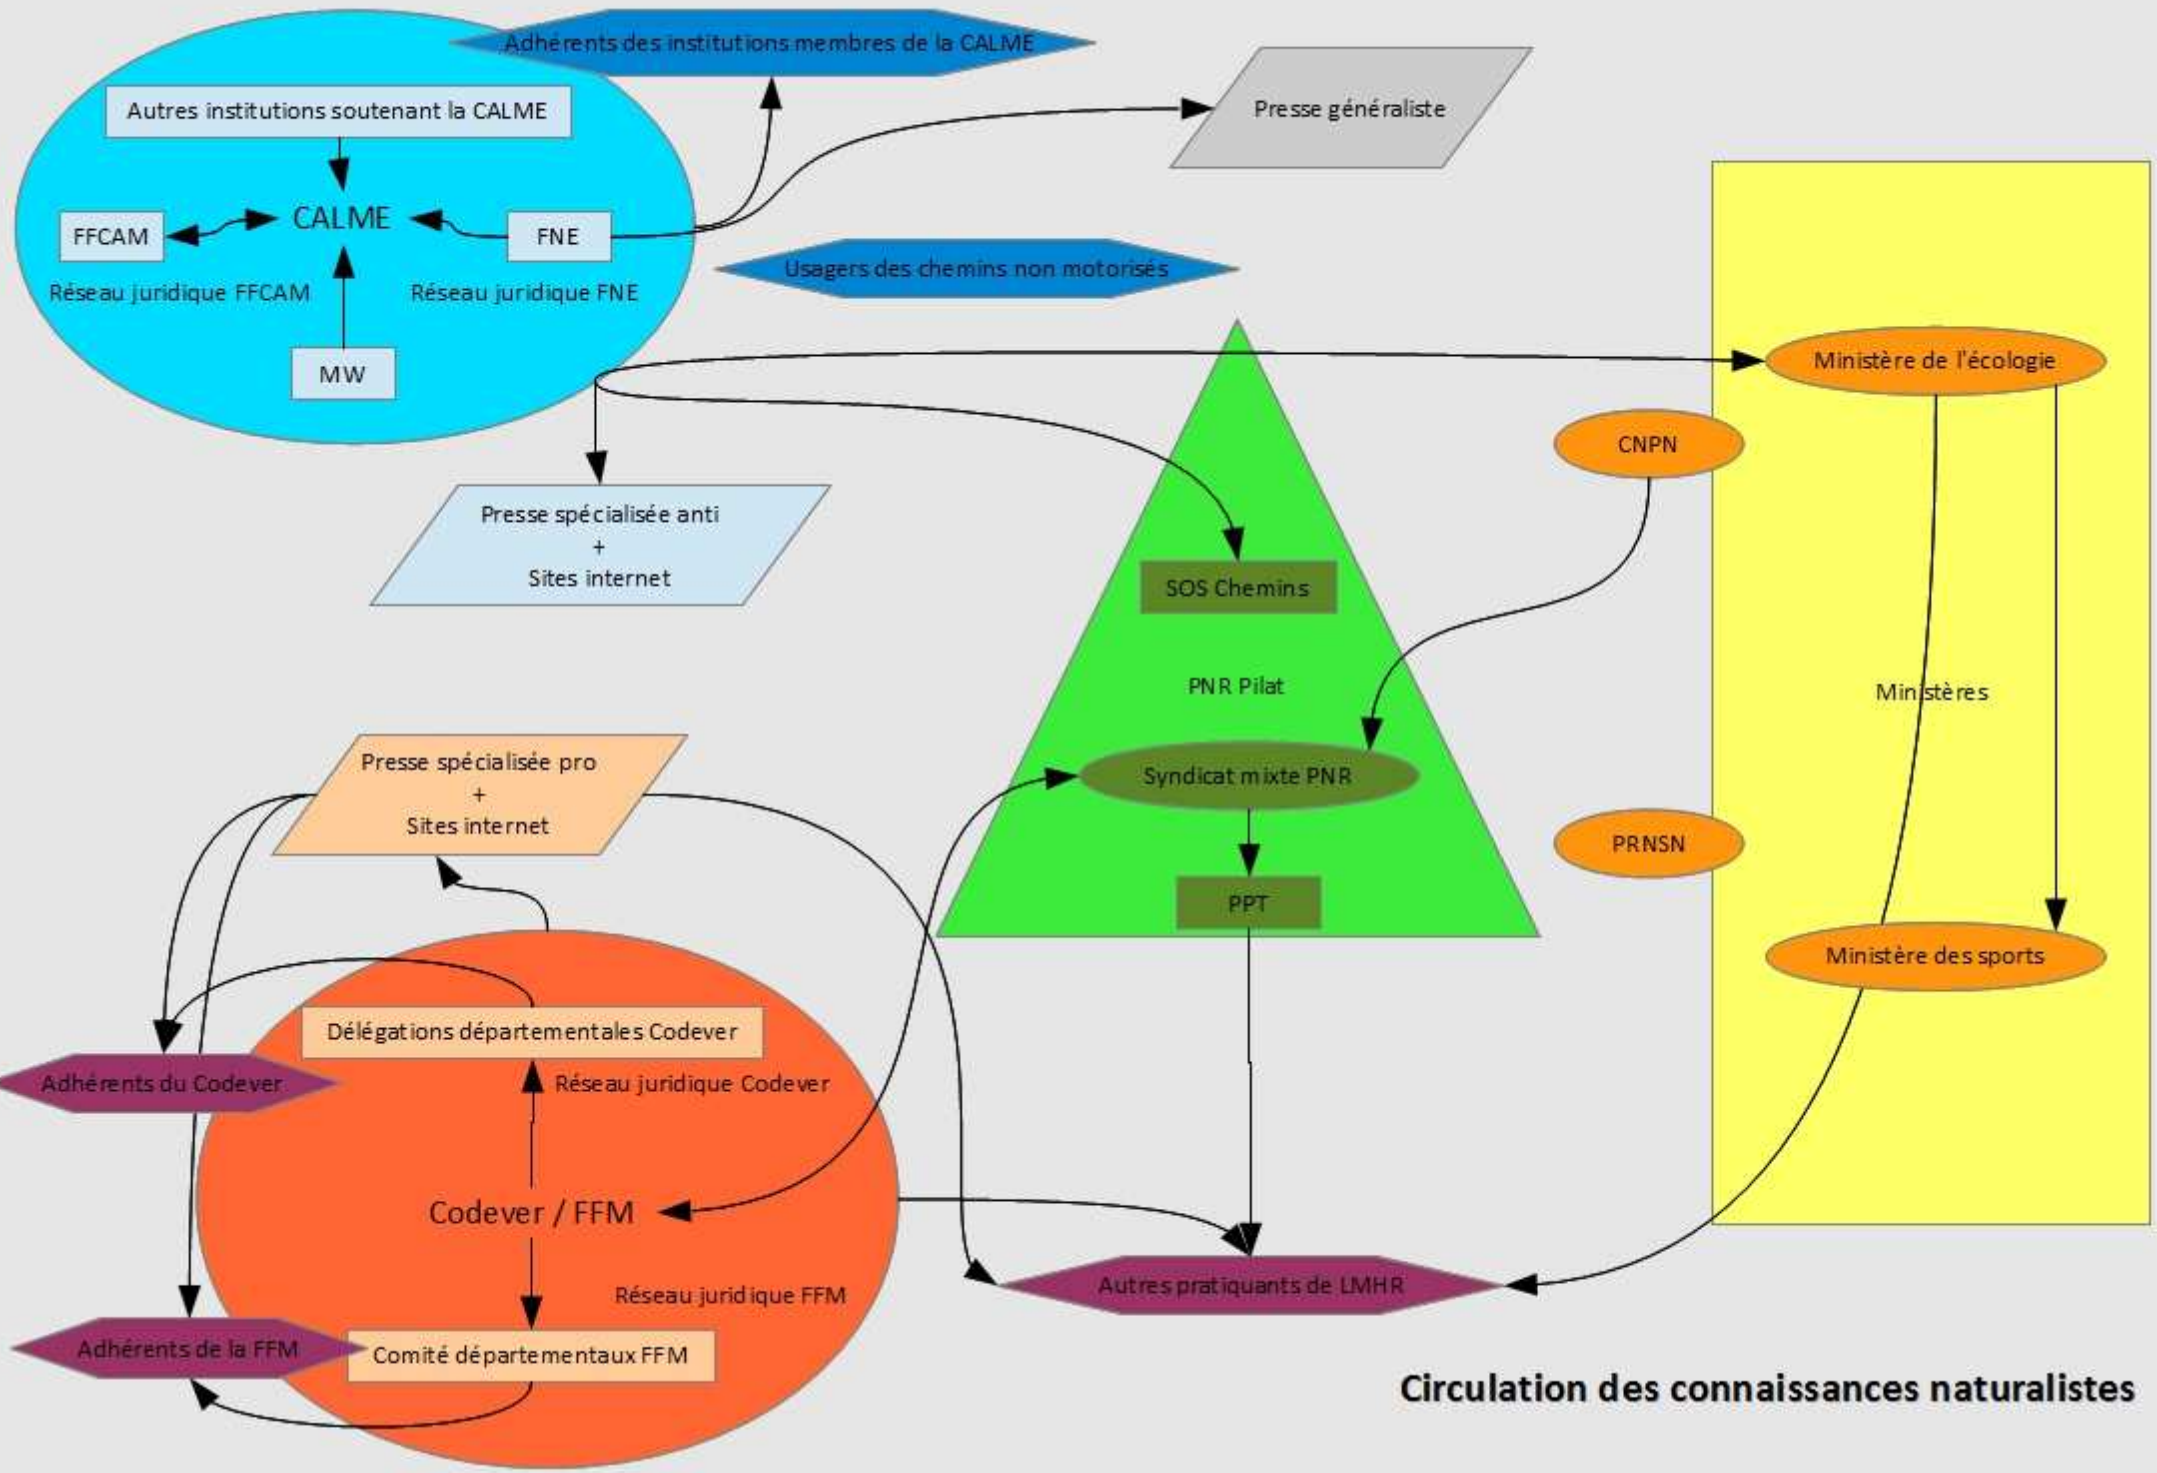 Adhérents des institutions membres de la CALME
Autres institutions soutenant la CALME
Presse généraliste
CALME
FFCAM
FNE
Usagers des chemins non motorisés
Réseau juridique FFCAM
Réseau juridique FNE
MW
Ministère de l'écologie
CNPN
Presse spécialisée anti
+
Sites internet
SOS Chemins
PNR Pilat
Ministères
Presse spécialisée pro
+
Sites internet
Syndicat mixte PNR
PRNSN
PPT
Ministère des sports
Délégations départementales Codever
Adhérents du Codever
Réseau juridique Codever
Codever / FFM
Autres pratiquants de LMHR
Réseau juridique FFM
Adhérents de la FFM
Comité départementaux FFM
Circulation des connaissances naturalistes